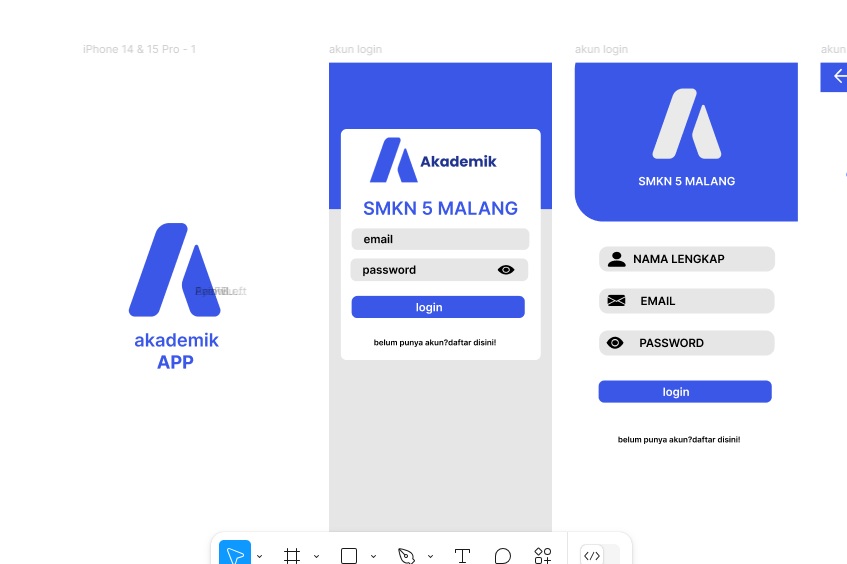 iPhone 14 & 15 Pro - 1
akademik
APP
akun login
Akademik
SMKN 5 MALANG
email
password
login
belum punya akun?daftar disini!
akun login
SMKN 5 MALANG
NAMA LENGKAP
EMAIL
PASSWORD
login
belum punya akun?daftar disini!
akun